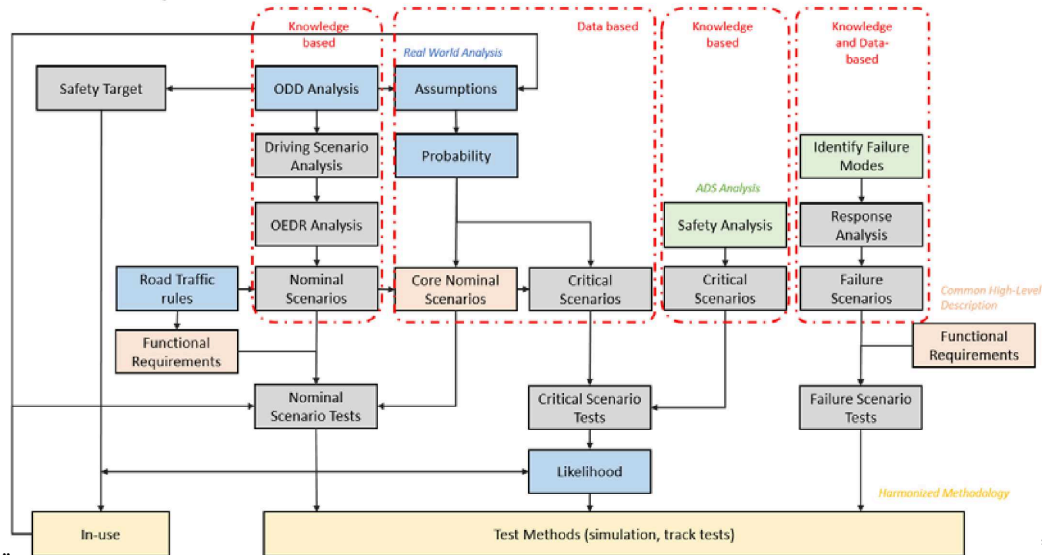 Knowledge
based
Data based
Knowledge
based
Knowledge
and Data-
based
Real World Analysis
Safety Target
ODD Analysis
Assumptions
Driving Scenario
Analysis
Probability
Identify Failure
Modes
ADS Analysis
OEDR Analysis
Safety Analysis
Response
Analysis
Road Traffic
rules
Nominal
Scenarios
Core Nominal
Scenarios
Critical
Scenarios
Critical
Scenarios
Failure
Scenarios
Common High-Level
Description
Functional
Requirements
Functional
Requirements
Nominal
Scenario Tests
Critical Scenario
Tests
Failure Scenario
Tests
Likelihood
Harmonized Methodology
In-use
Test Methods (simulation, track tests)